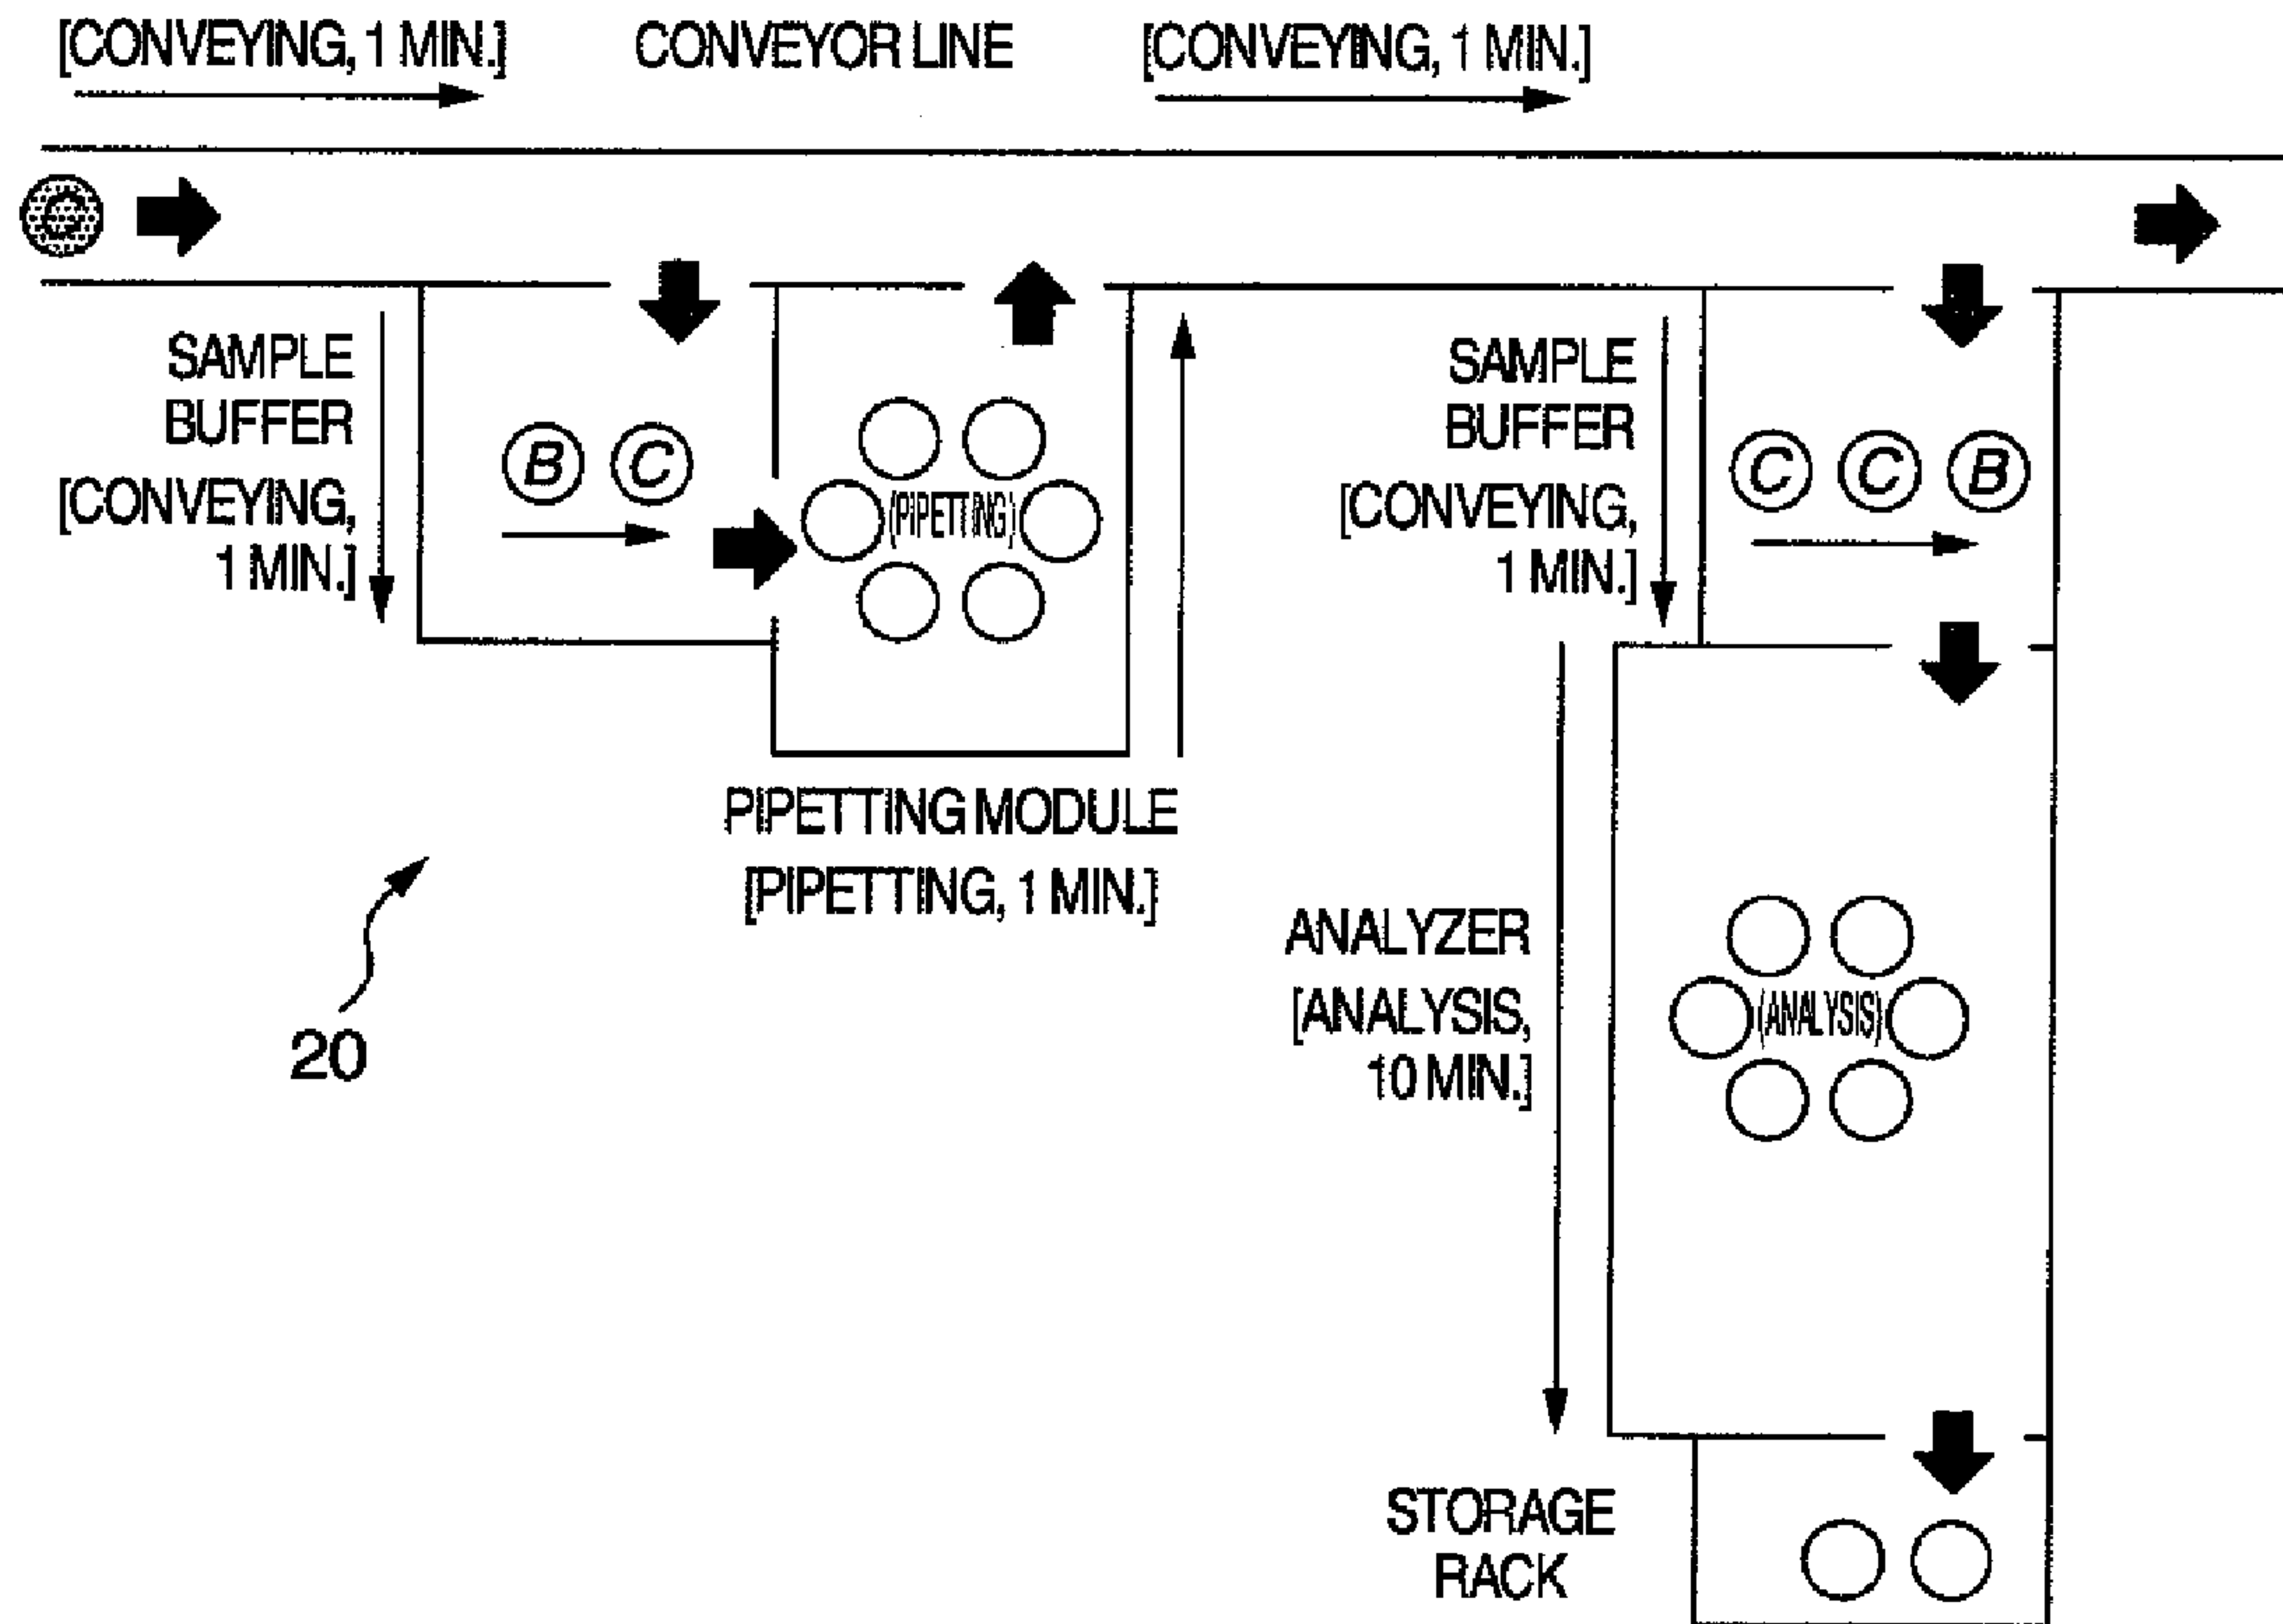 [CONVEYING, 1 MIN.] CONVEYOR LINE [CONVEYING, 1 MIN.]
C
SAMPLE
BUFFER
[CONVEYING,
1 MIN.]
B C
(PIPETTING)
PIPETTING MODULE
[PIPETTING, 1 MIN.]
SAMPLE
BUFFER
[CONVEYING,
1 MIN.]
C C B
ANALYZER
[ANALYSIS,
10 MIN.]
(ANALYSIS)
20
STORAGE
RACK